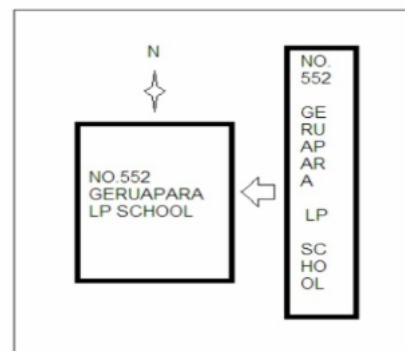 N
NO.552
GERUAPARA
LP SCHOOL
NO.
552
GE
RU
AP
AR
A
LP
SC
HO
OL